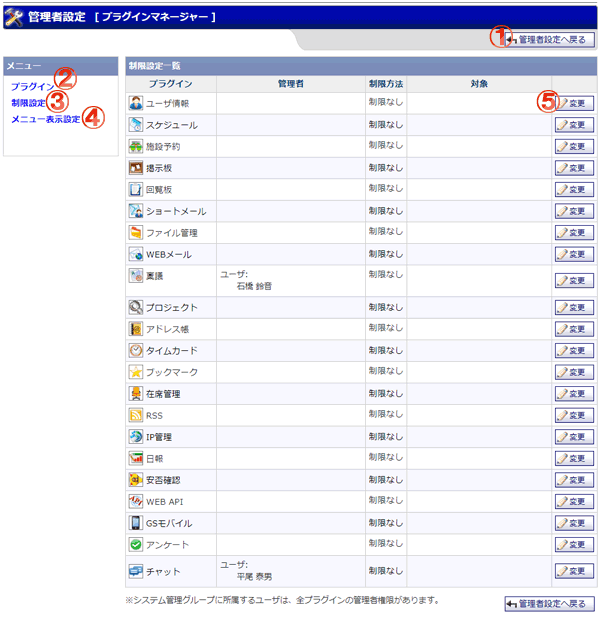 管理者設定 [ プラグインマネージャー ]
① 管理者設定へ戻る
メニュー
プラグイン ②
制限設定 ③
メニュー表示設定 ④
制限設定一覧
プラグイン 管理者 制限方法 対象
ユーザ情報 制限なし ⑤ 変更
スケジュール 制限なし 変更
施設予約 制限なし 変更
掲示板 制限なし 変更
回覧板 制限なし 変更
ショートメール 制限なし 変更
ファイル管理 制限なし 変更
WEBメール 制限なし 変更
稟議 ユーザ: 制限なし 変更
石橋 鈴音
プロジェクト 制限なし 変更
アドレス帳 制限なし 変更
タイムカード 制限なし 変更
ブックマーク 制限なし 変更
在席管理 制限なし 変更
RSS 制限なし 変更
IP管理 制限なし 変更
日報 制限なし 変更
安否確認 制限なし 変更
WEB API 制限なし 変更
GSモバイル 制限なし 変更
アンケート 制限なし 変更
チャット ユーザ: 制限なし 変更
平尾 泰男
※システム管理グループに所属するユーザは、全プラグインの管理者権限があります。
管理者設定へ戻る